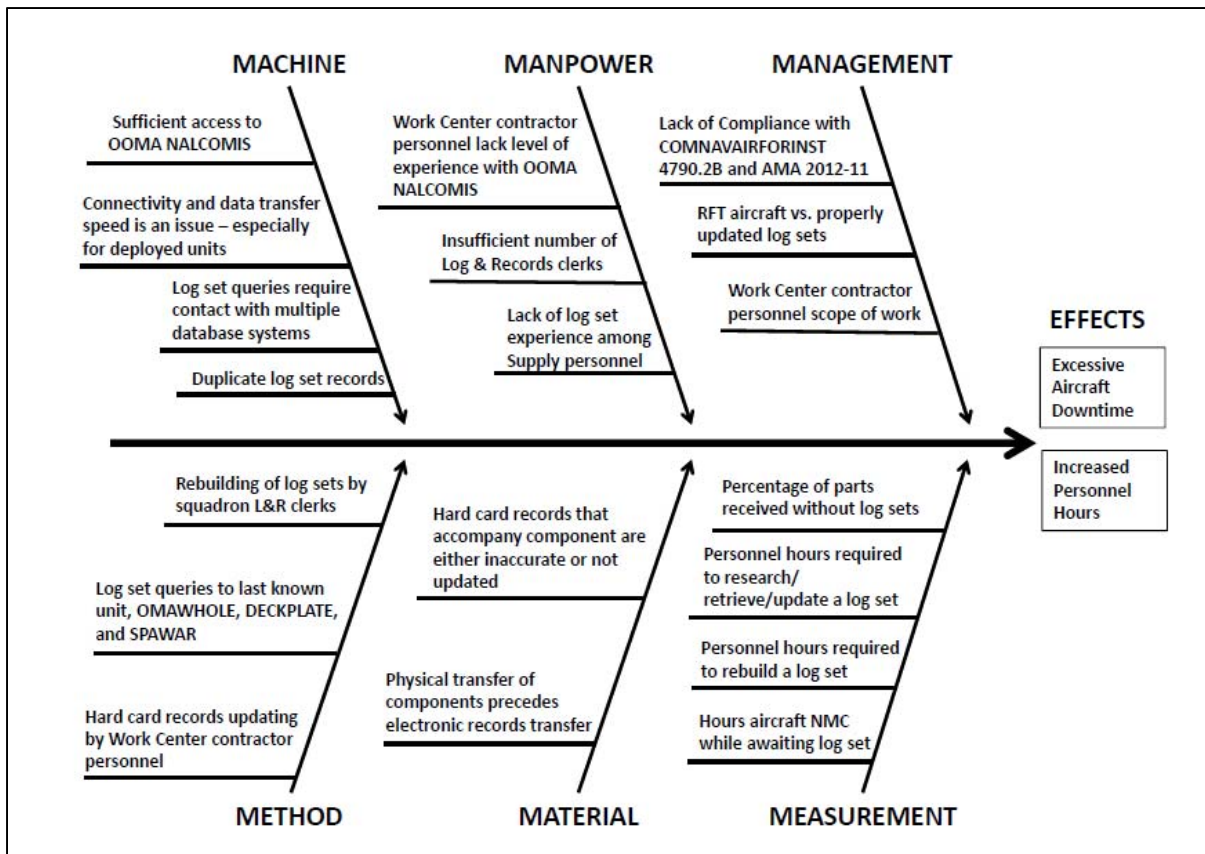 MACHINE
Sufficient access to
OOMA NALCOMIS
Connectivity and data transfer
speed is an issue – especially
for deployed units
Log set queries require
contact with multiple
database systems
Duplicate log set records
MANPOWER
Work Center contractor
personnel lack level of
experience with OOMA
NALCOMIS
Insufficient number of
Log & Records clerks
Lack of log set
experience among
Supply personnel
MANAGEMENT
Lack of Compliance with
COMNAVAIRFORINST
4790.2B and AMA 2012-11
RFT aircraft vs. properly
updated log sets
Work Center contractor
personnel scope of work
EFFECTS
Excessive
Aircraft
Downtime
Increased
Personnel
Hours
Rebuilding of log sets by
squadron L&R clerks
Log set queries to last known
unit, OMAWHOLE, DECKPLATE,
and SPAWAR
Hard card records updating
by Work Center contractor
personnel
METHOD
Hard card records that
accompany component are
either inaccurate or not
updated
Physical transfer of
components precedes
electronic records transfer
MATERIAL
Percentage of parts
received without log sets
Personnel hours required
to research/
retrieve/update a log set
Personnel hours required
to rebuild a log set
Hours aircraft NMC
while awaiting log set
MEASUREMENT